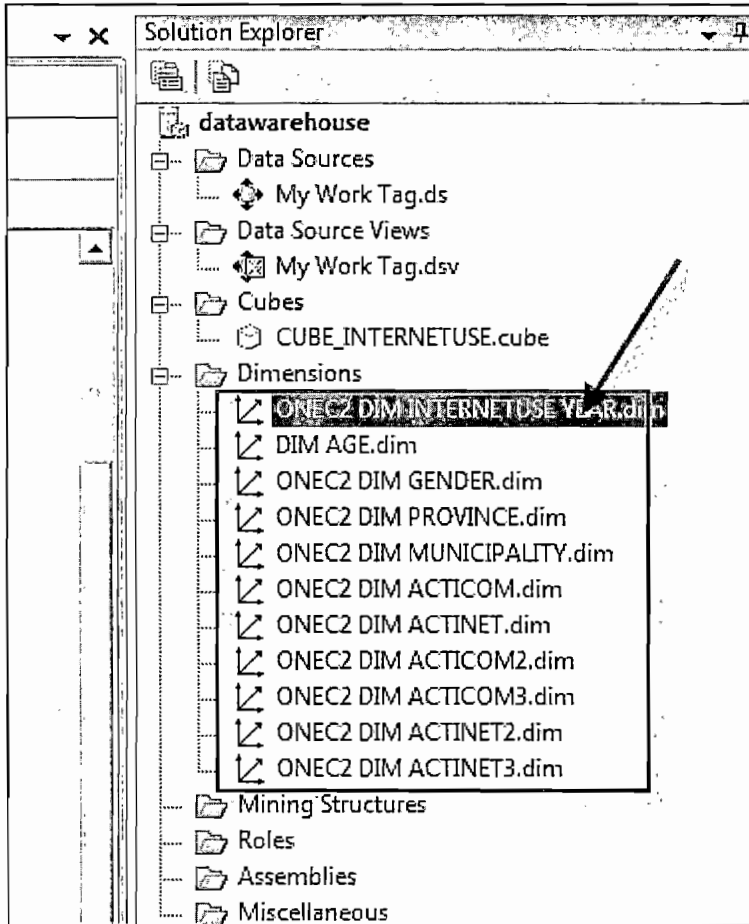 Solution Explorer
datawarehouse
Data Sources
My Work Tag.ds
Data Source Views
My Work Tag.dsv
Cubes
CUBE_INTERNETUSE.cube
Dimensions
ONEC2 DIM INTERNETUSE YEAR.dim
DIM AGE.dim
ONEC2 DIM GENDER.dim
ONEC2 DIM PROVINCE.dim
ONEC2 DIM MUNICIPALITY.dim
ONEC2 DIM ACTICOM.dim
ONEC2 DIM ACTINET.dim
ONEC2 DIM ACTICOM2.dim
ONEC2 DIM ACTICOM3.dim
ONEC2 DIM ACTINET2.dim
ONEC2 DIM ACTINET3.dim
Mining Structures
Roles
Assemblies
Miscellaneous